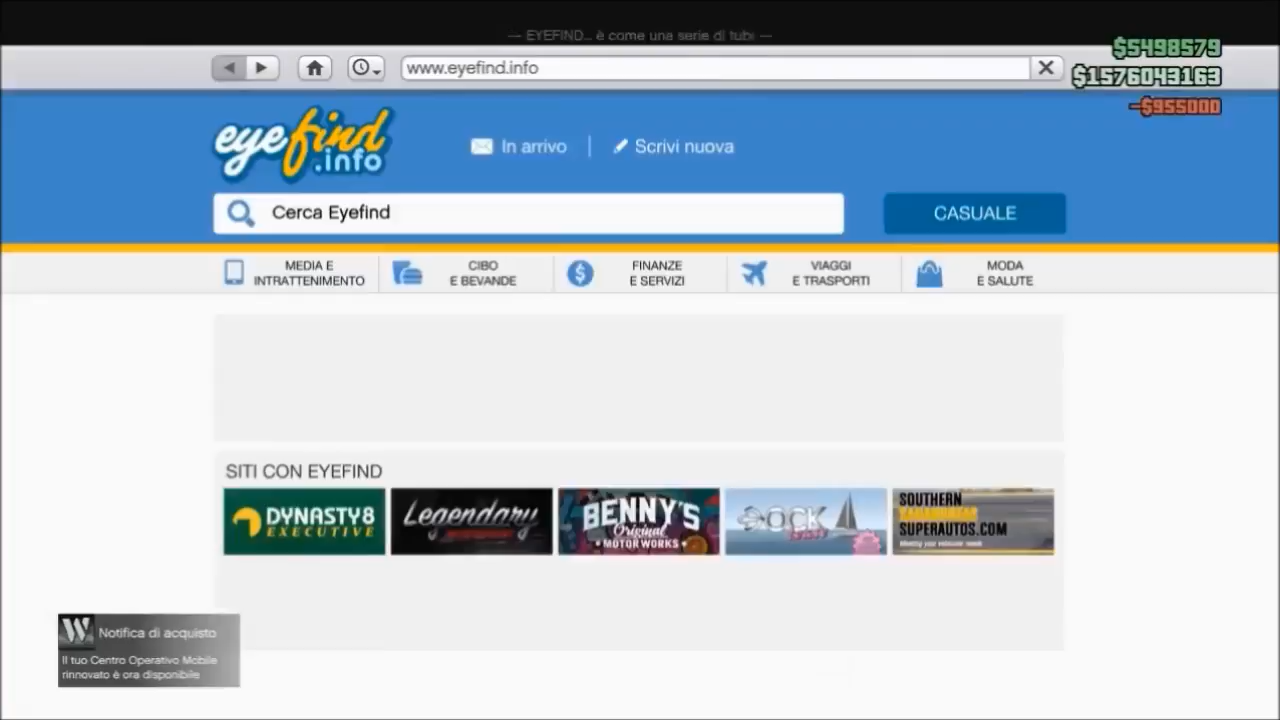 — EYEFIND... è come una serie di tubi —
$5498579
www.eyefind.info
$1576043163
-$955000
eyefind
.info
In arrivo
Scrivi nuova
Cerca Eyefind
CASUALE
MEDIA E
INTRATTENIMENTO
CIBO
E BEVANDE
FINANZE
E SERVIZI
VIAGGI
E TRASPORTI
MODA
E SALUTE
SITI CON EYEFIND
DYNASTY8
EXECUTIVE
Legendary
BENNY'S
Original
MOTORWORKS
DOCK
SOUTHERN
SUPERAUTOS.COM
W
Notifica di acquisto
Il tuo Centro Operativo Mobile
rinnovato è ora disponibile